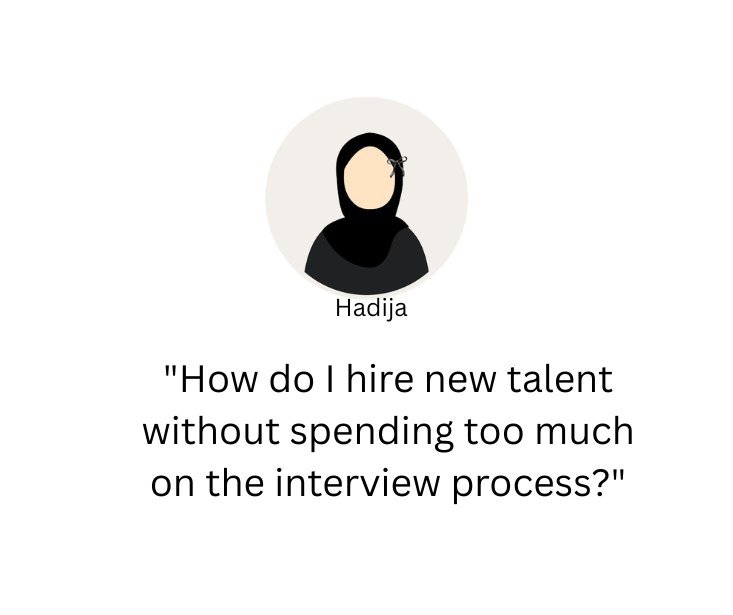 Hadija
"How do I hire new talent
without spending too much
on the interview process?"